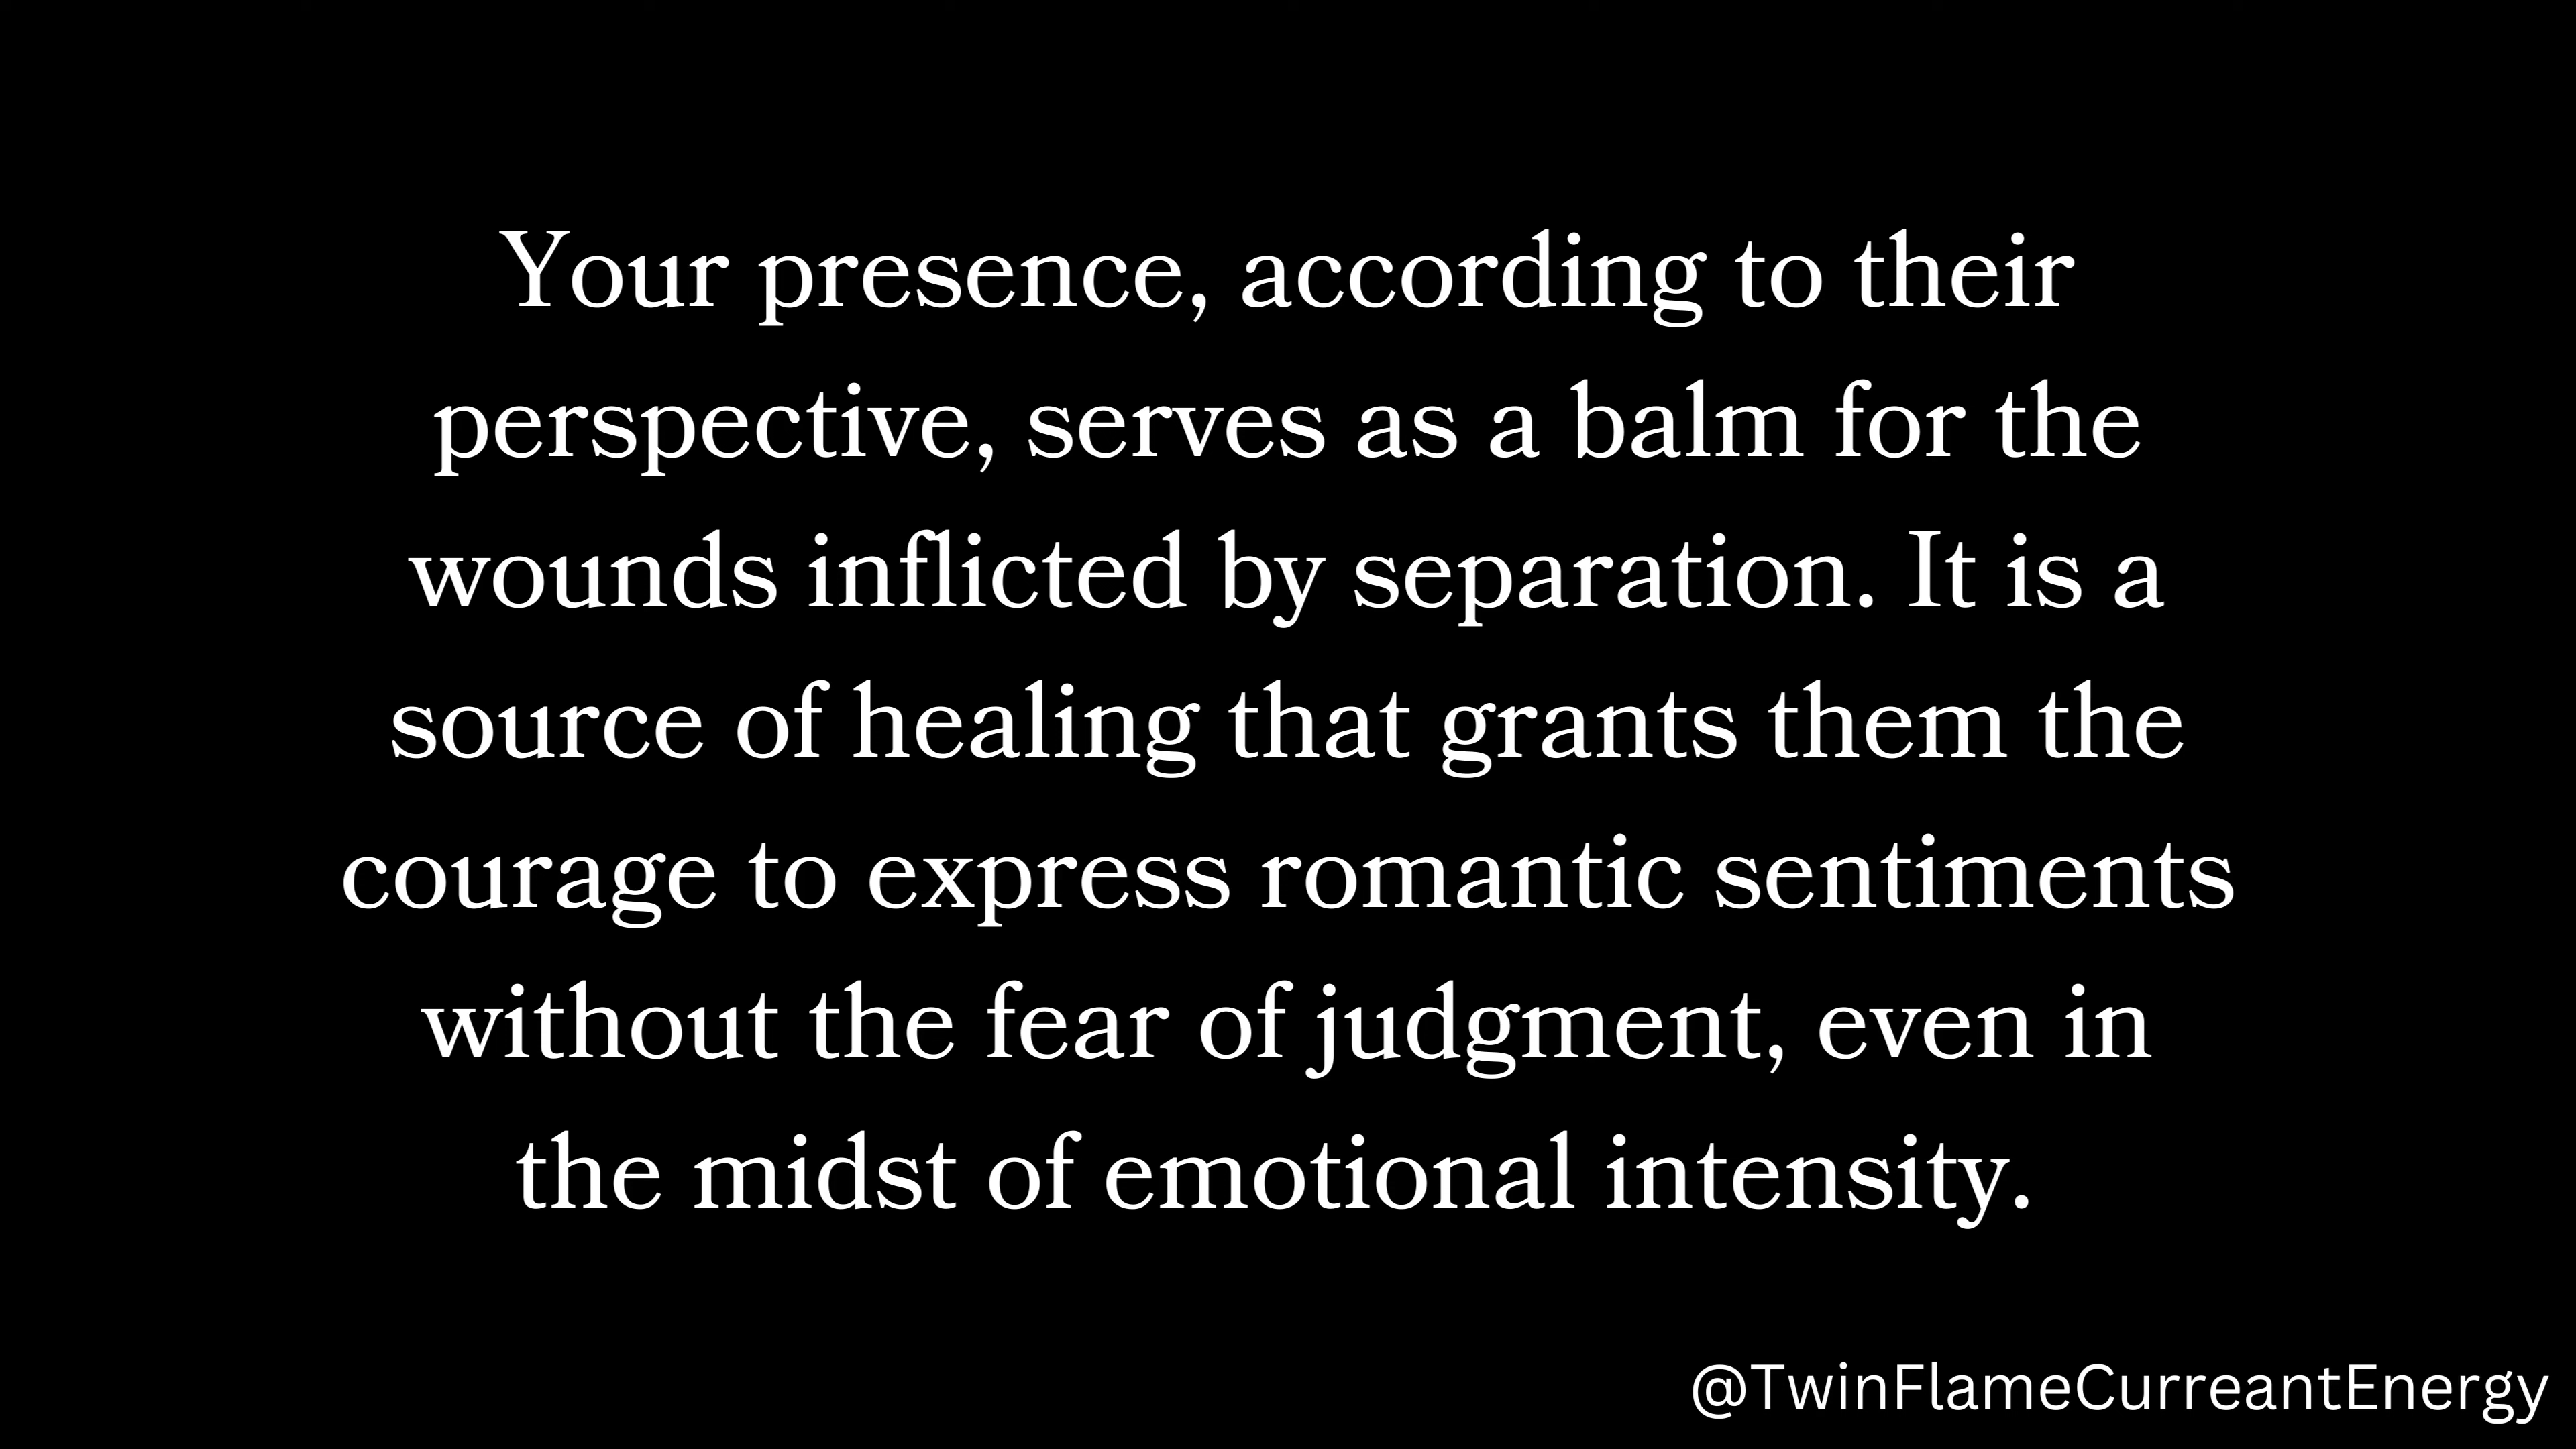 Your presence, according to their
perspective, serves as a balm for the
wounds inflicted by separation. It is a
source of healing that grants them the
courage to express romantic sentiments
without the fear of judgment, even in
the midst of emotional intensity.
@TwinFlameCurreantEnergy